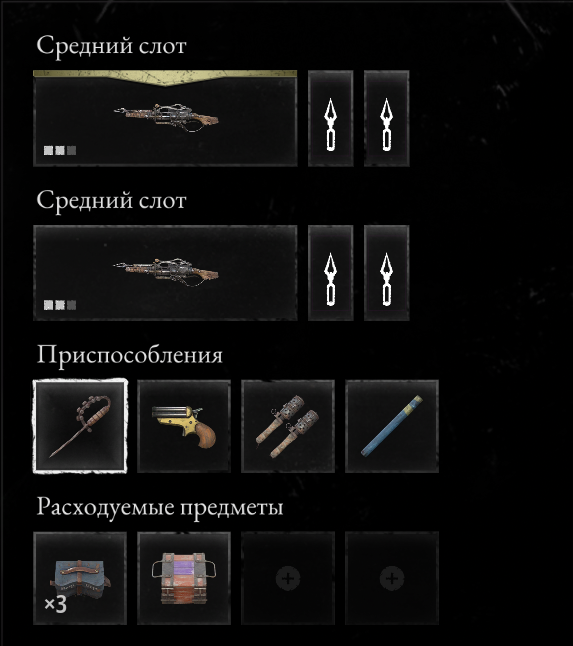 Средний слот
Средний слот
Приспособления
Расходуемые предметы
×3